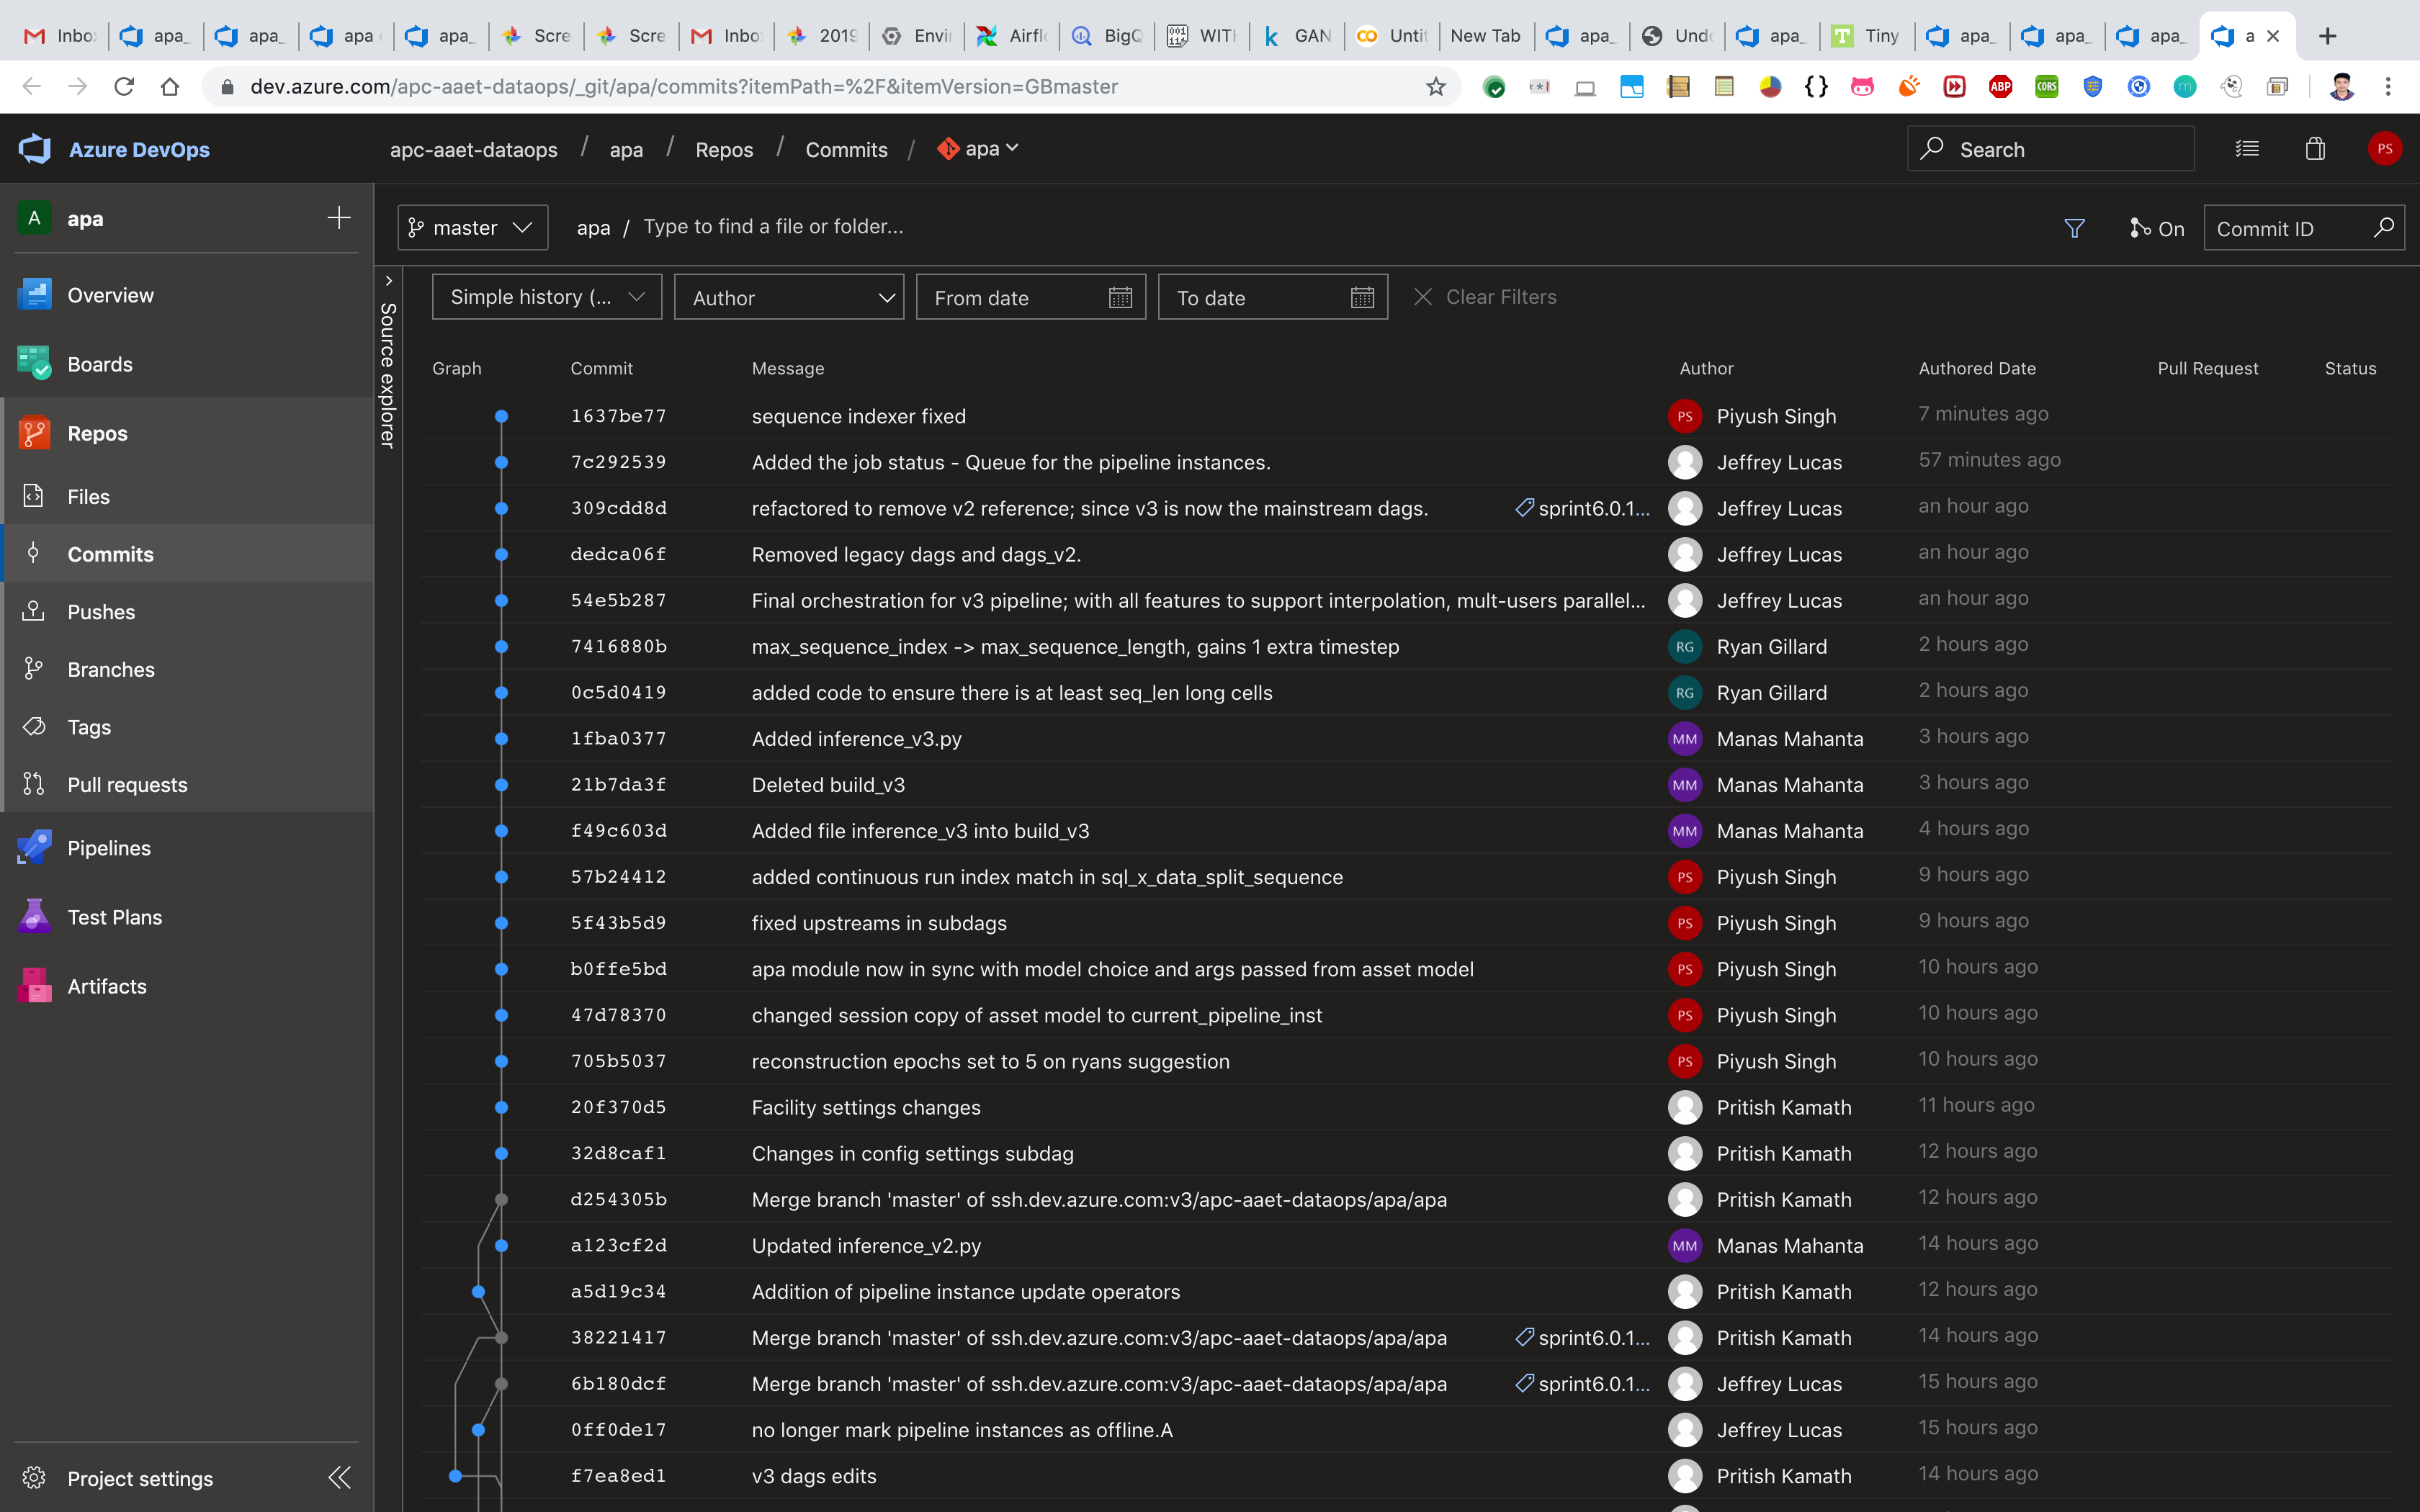 Inbo apa_ apa_ apa apa_ Scre Scre Inbo 2019 Envi Airfl BigQ WITH GAN Unti New Tab apa_ Und apa_ Tiny apa_ apa_ apa_ a
dev.azure.com/apc-aaet-dataops/_git/apa/commits?itemPath=%2F&itemVersion=GBmaster
ABP CORS
Azure DevOps apc-aaet-dataops / apa / Repos / Commits / apa Search PS
A apa
master apa / Type to find a file or folder... On Commit ID
Overview
Boards
Repos
Files
Commits
Pushes
Branches
Tags
Pull requests
Pipelines
Test Plans
Artifacts
Project settings
Source explorer
Simple history (... Author From date To date Clear Filters
Graph Commit Message Author Authored Date Pull Request Status
1637be77 sequence indexer fixed PS Piyush Singh 7 minutes ago
7c292539 Added the job status - Queue for the pipeline instances. Jeffrey Lucas 57 minutes ago
309cdd8d refactored to remove v2 reference; since v3 is now the mainstream dags. sprint6.0.1... Jeffrey Lucas an hour ago
dedca06f Removed legacy dags and dags_v2. Jeffrey Lucas an hour ago
54e5b287 Final orchestration for v3 pipeline; with all features to support interpolation, mult-users parallel... Jeffrey Lucas an hour ago
7416880b max_sequence_index -> max_sequence_length, gains 1 extra timestep RG Ryan Gillard 2 hours ago
0c5d0419 added code to ensure there is at least seq_len long cells RG Ryan Gillard 2 hours ago
1fba0377 Added inference_v3.py MM Manas Mahanta 3 hours ago
21b7da3f Deleted build_v3 MM Manas Mahanta 3 hours ago
f49c603d Added file inference_v3 into build_v3 MM Manas Mahanta 4 hours ago
57b24412 added continuous run index match in sql_x_data_split_sequence PS Piyush Singh 9 hours ago
5f43b5d9 fixed upstreams in subdags PS Piyush Singh 9 hours ago
b0ffe5bd apa module now in sync with model choice and args passed from asset model PS Piyush Singh 10 hours ago
47d78370 changed session copy of asset model to current_pipeline_inst PS Piyush Singh 10 hours ago
705b5037 reconstruction epochs set to 5 on ryans suggestion PS Piyush Singh 10 hours ago
20f370d5 Facility settings changes Pritish Kamath 11 hours ago
32d8caf1 Changes in config settings subdag Pritish Kamath 12 hours ago
d254305b Merge branch 'master' of ssh.dev.azure.com:v3/apc-aaet-dataops/apa/apa Pritish Kamath 12 hours ago
a123cf2d Updated inference_v2.py MM Manas Mahanta 14 hours ago
a5d19c34 Addition of pipeline instance update operators Pritish Kamath 12 hours ago
38221417 Merge branch 'master' of ssh.dev.azure.com:v3/apc-aaet-dataops/apa/apa sprint6.0.1... Pritish Kamath 14 hours ago
6b180dcf Merge branch 'master' of ssh.dev.azure.com:v3/apc-aaet-dataops/apa/apa sprint6.0.1... Jeffrey Lucas 15 hours ago
0ff0de17 no longer mark pipeline instances as offline.A Jeffrey Lucas 15 hours ago
f7ea8ed1 v3 dags edits Pritish Kamath 14 hours ago